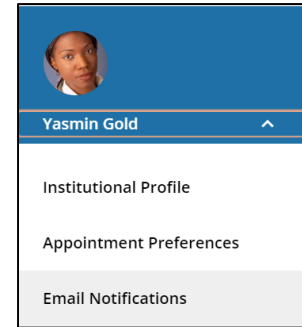 Yasmin Gold
Institutional Profile
Appointment Preferences
Email Notifications